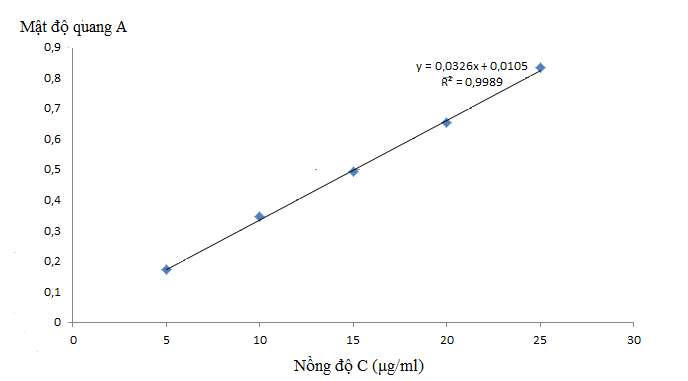 Mật độ quang A
0,9
0,8
0,7
0,6
0,5
0,4
0,3
0,2
0,1
0
y = 0,0326x + 0,0105
R² = 0,9989
0 5 10 15 20 25 30
Nồng độ C (µg/ml)